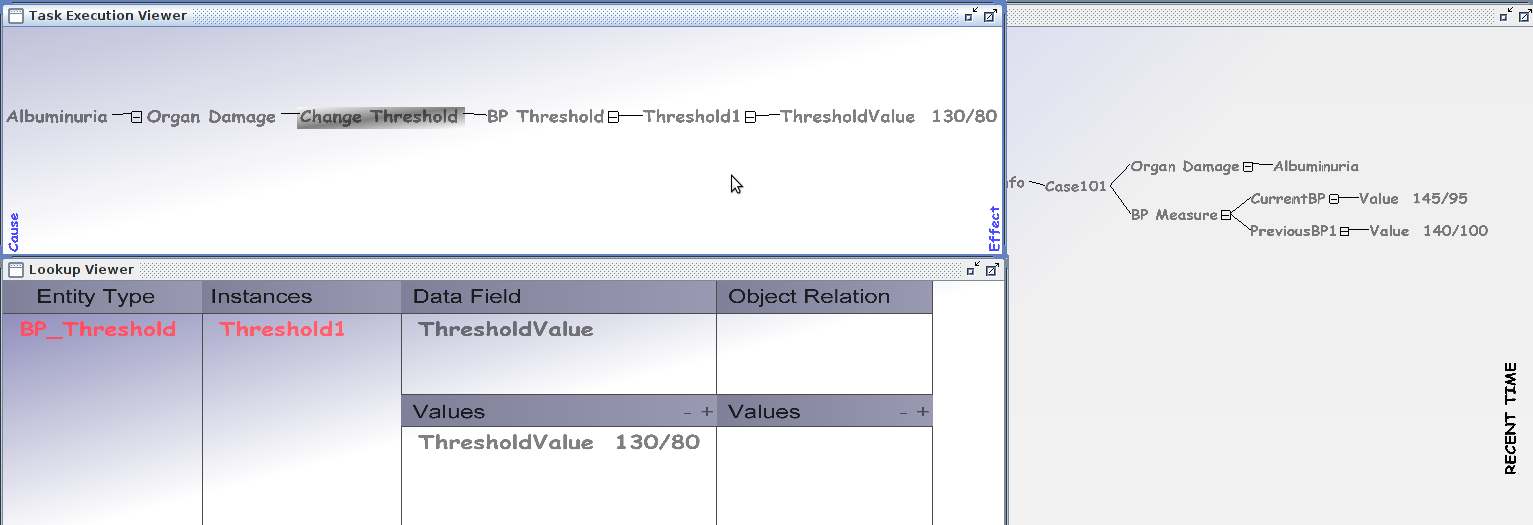 Task Execution Viewer
Albuminuria Organ Damage Change Threshold BP Threshold Threshold1 ThresholdValue 130/80
Cause
Effect
Lookup Viewer
Entity Type Instances Data Field Object Relation
BP_Threshold Threshold1 ThresholdValue
Values - + Values - +
ThresholdValue 130/80
Organ Damage Albuminuria
nfo Case101
CurrentBP Value 145/95
BP Measure
PreviousBP1 Value 140/100
RECENT TIME